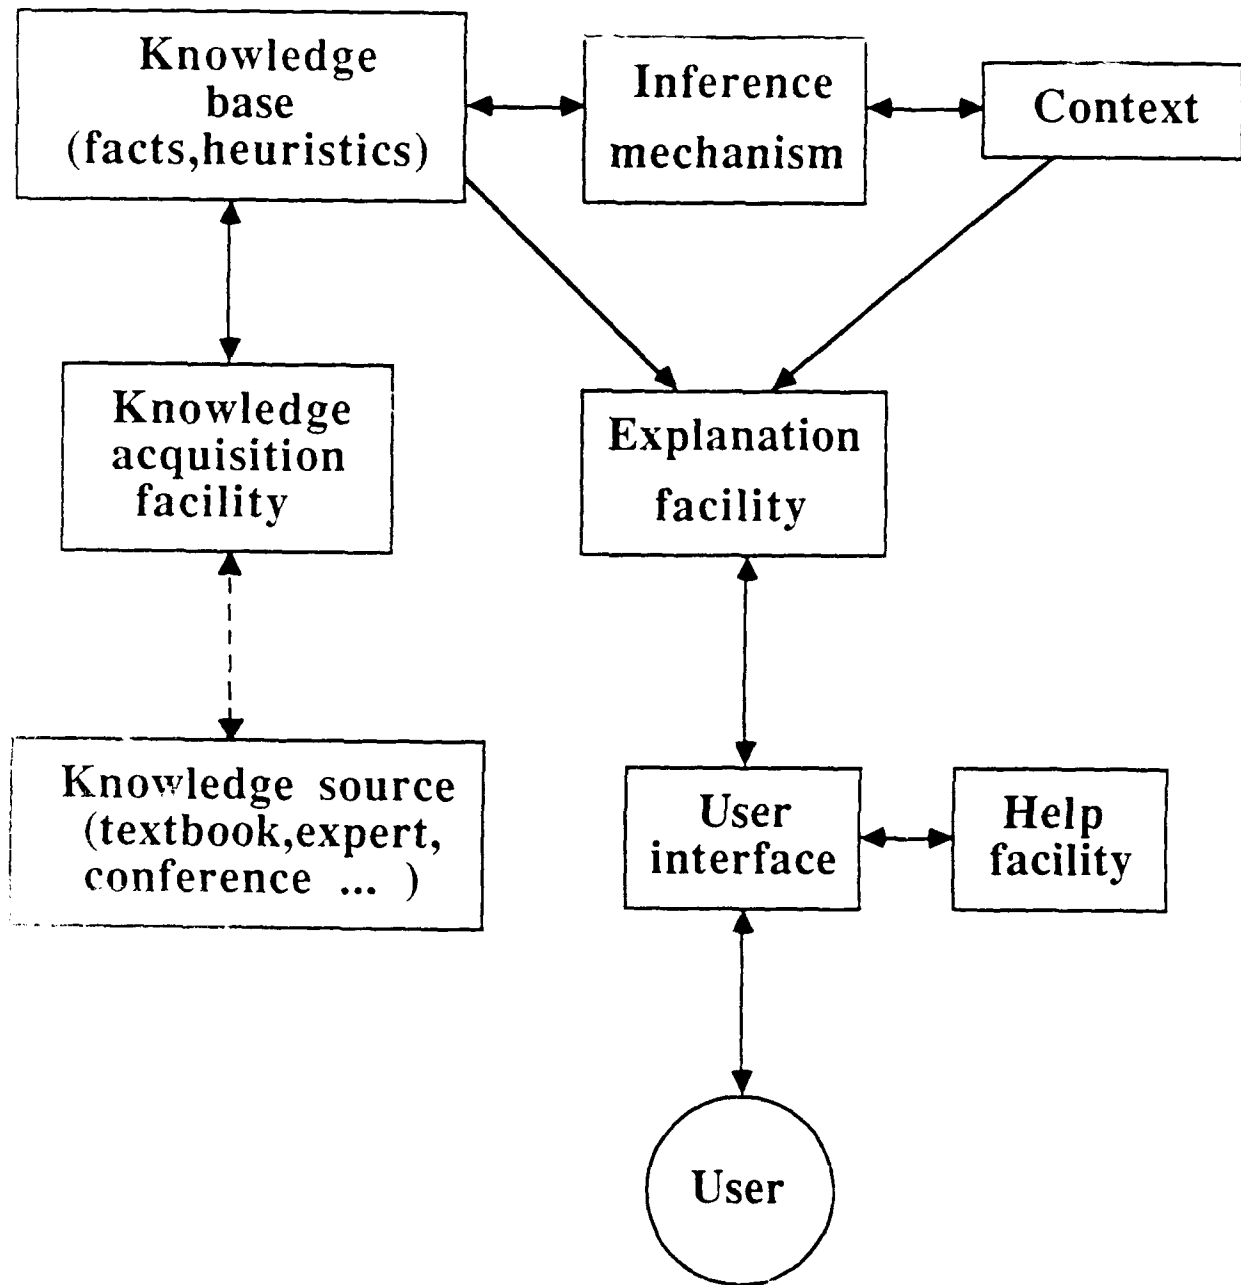 Knowledge
base
(facts,heuristics)
Inference
mechanism
Context
Knowledge
acquisition
facility
Explanation
facility
Knowledge source
(textbook,expert,
conference ... )
User
interface
Help
facility
User